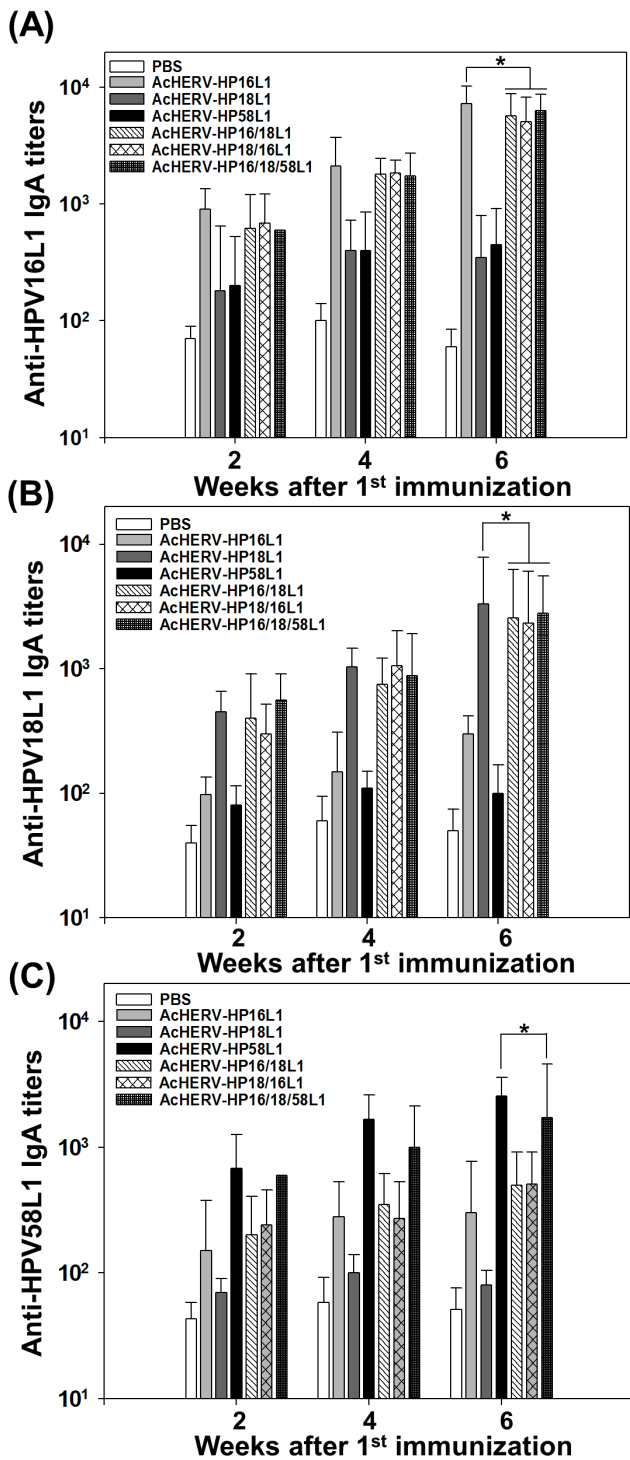 (A)
Anti-HPV16L1 IgA titers
10⁴
10³
10²
10¹
PBS
AcHERV-HP16L1
AcHERV-HP18L1
AcHERV-HP58L1
AcHERV-HP16/18L1
AcHERV-HP18/16L1
AcHERV-HP16/18/58L1
*
2 4 6
Weeks after 1st immunization
(B)
Anti-HPV18L1 IgA titers
10⁴
10³
10²
10¹
PBS
AcHERV-HP16L1
AcHERV-HP18L1
AcHERV-HP58L1
AcHERV-HP16/18L1
AcHERV-HP18/16L1
AcHERV-HP16/18/58L1
*
2 4 6
Weeks after 1st immunization
(C)
Anti-HPV58L1 IgA titers
10⁴
10³
10²
10¹
PBS
AcHERV-HP16L1
AcHERV-HP18L1
AcHERV-HP58L1
AcHERV-HP16/18L1
AcHERV-HP18/16L1
AcHERV-HP16/18/58L1
*
2 4 6
Weeks after 1st immunization